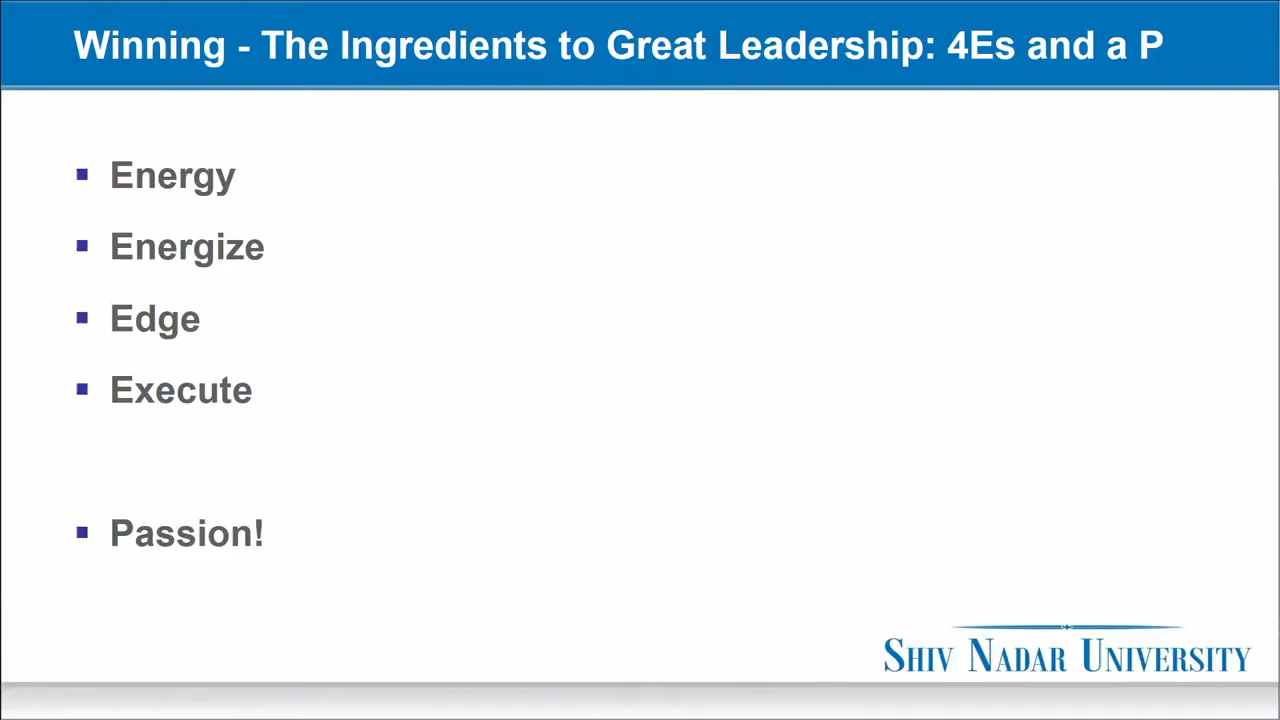 Winning - The Ingredients to Great Leadership: 4Es and a P
▪ Energy
▪ Energize
▪ Edge
▪ Execute
▪ Passion!
SHIV NADAR UNIVERSITY